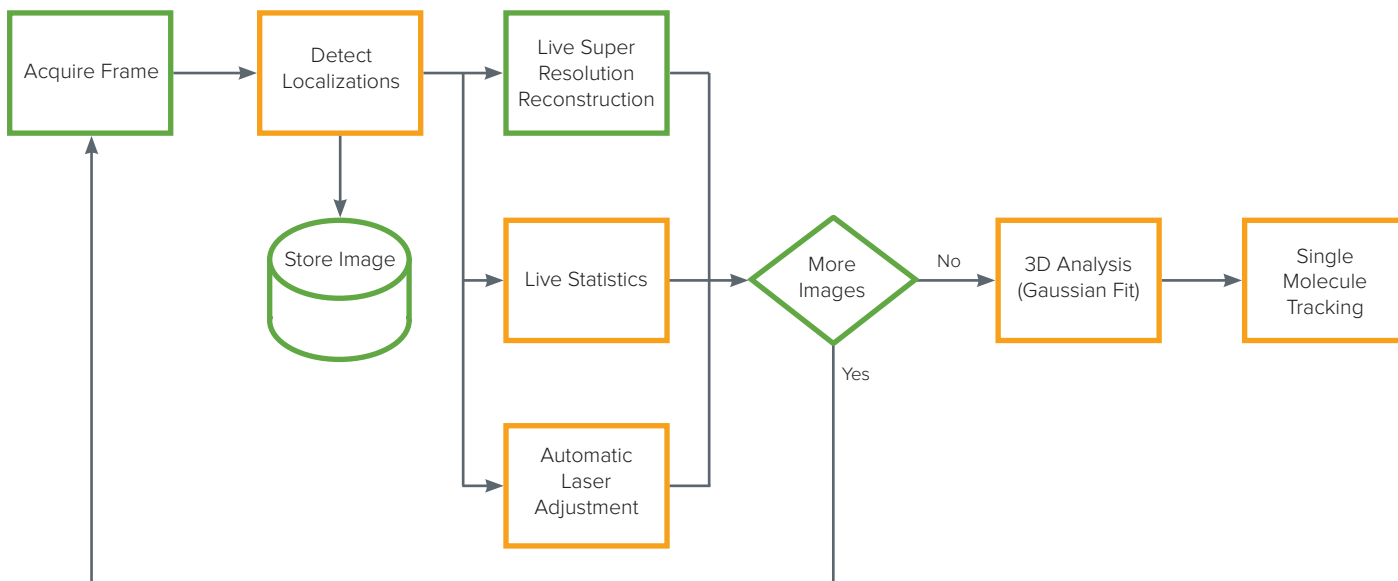 Acquire Frame
Detect
Localizations
Live Super
Resolution
Reconstruction
Store Image
Live Statistics
More
Images
No
3D Analysis
(Gaussian Fit)
Single
Molecule
Tracking
Yes
Automatic
Laser
Adjustment